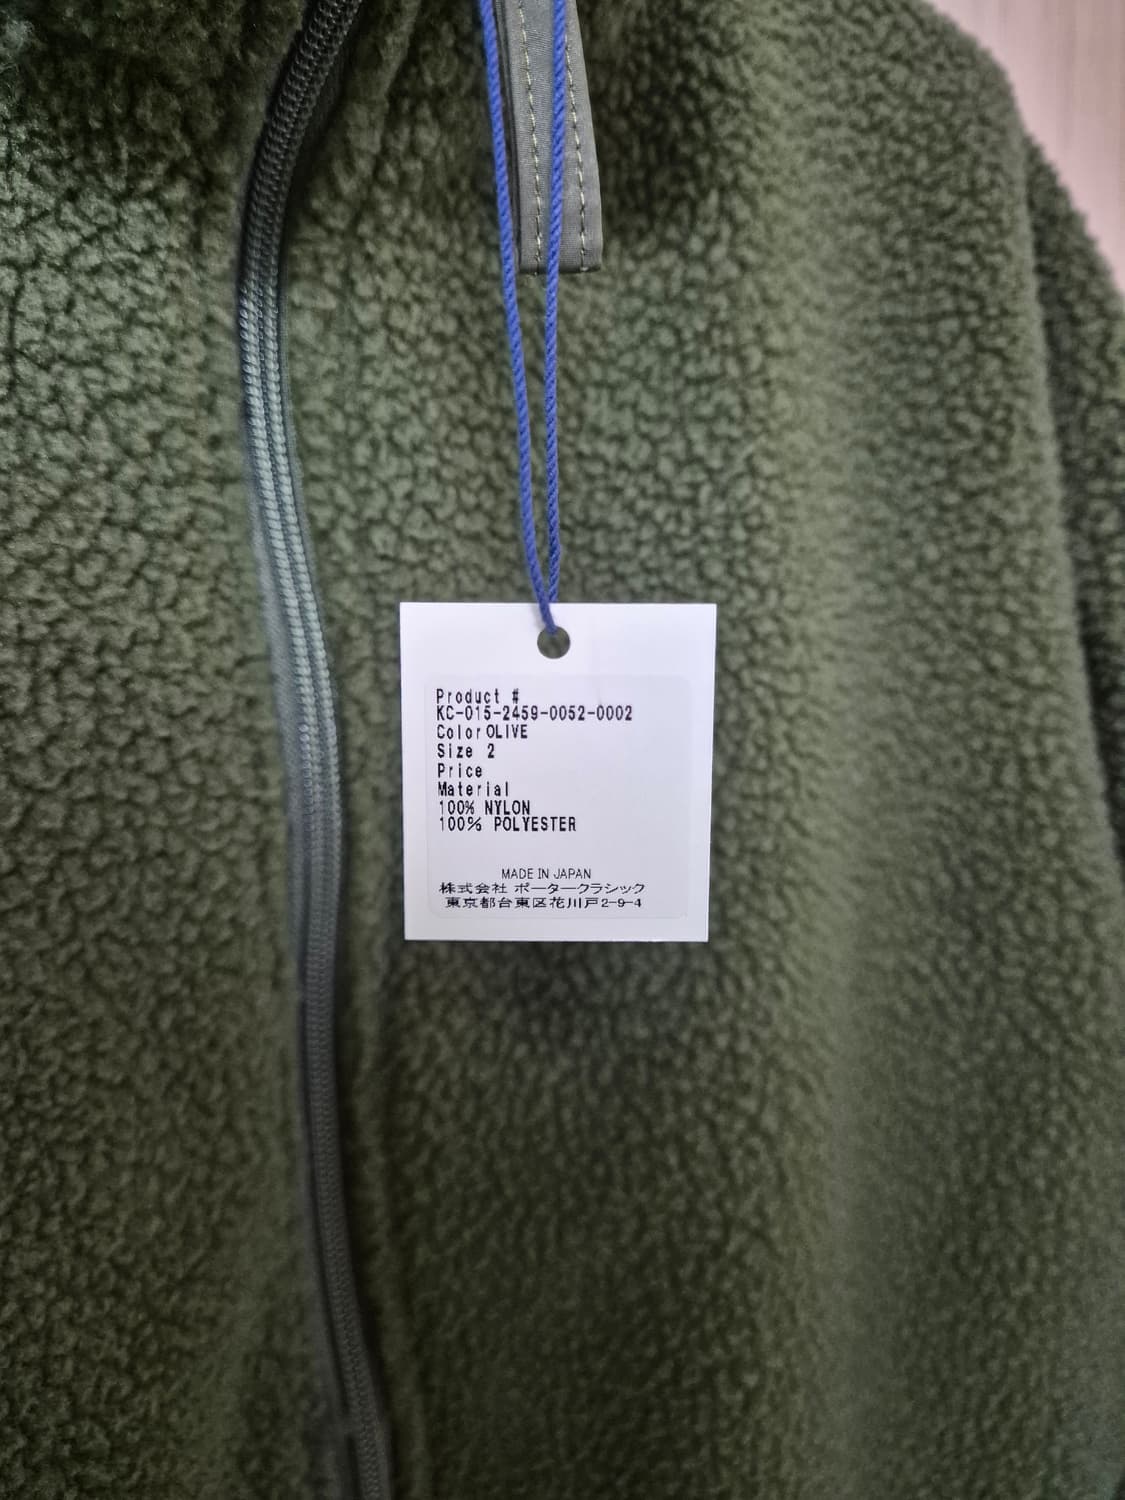 Product #
KC-015-2459-0052-0002
Color OLIVE
Size 2
Price
Material
100% NYLON
100% POLYESTER
MADE IN JAPAN
株式会社 ポータークラシック
東京都台東区花川戸2-9-4